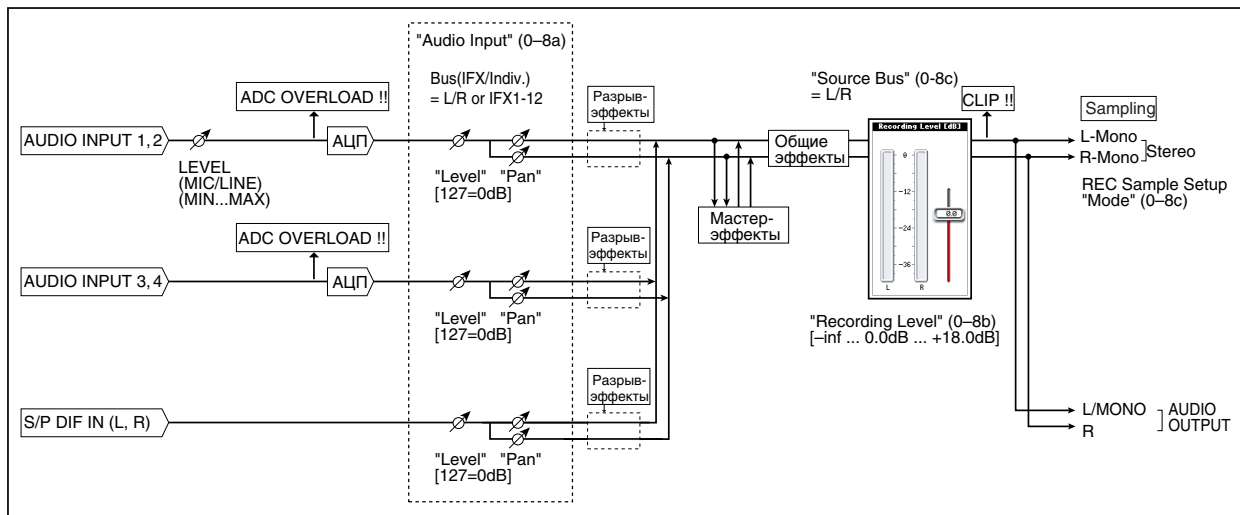 "Audio Input" (0–8a)
Bus(IFX/Indiv.)
= L/R or IFX1-12
"Source Bus" (0-8c)
= L/R
ADC OVERLOAD !!
Разрыв-
эффекты
CLIP !!
Sampling
AUDIO INPUT 1, 2
АЦП
Общие
эффекты
Recording Level [dB]
L-Mono
R-Mono
Stereo
LEVEL
(MIC/LINE)
(MIN...MAX)
"Level" "Pan"
[127=0dB]
0
-12
-24
-36
0.0
L R
REC Sample Setup
"Mode" (0–8c)
Мастер-
эффекты
ADC OVERLOAD !!
Разрыв-
эффекты
AUDIO INPUT 3, 4
АЦП
"Level" "Pan"
[127=0dB]
"Recording Level" (0–8b)
[–inf ... 0.0dB ... +18.0dB]
Разрыв-
эффекты
S/P DIF IN (L, R)
"Level" "Pan"
[127=0dB]
L/MONO
R
AUDIO
OUTPUT